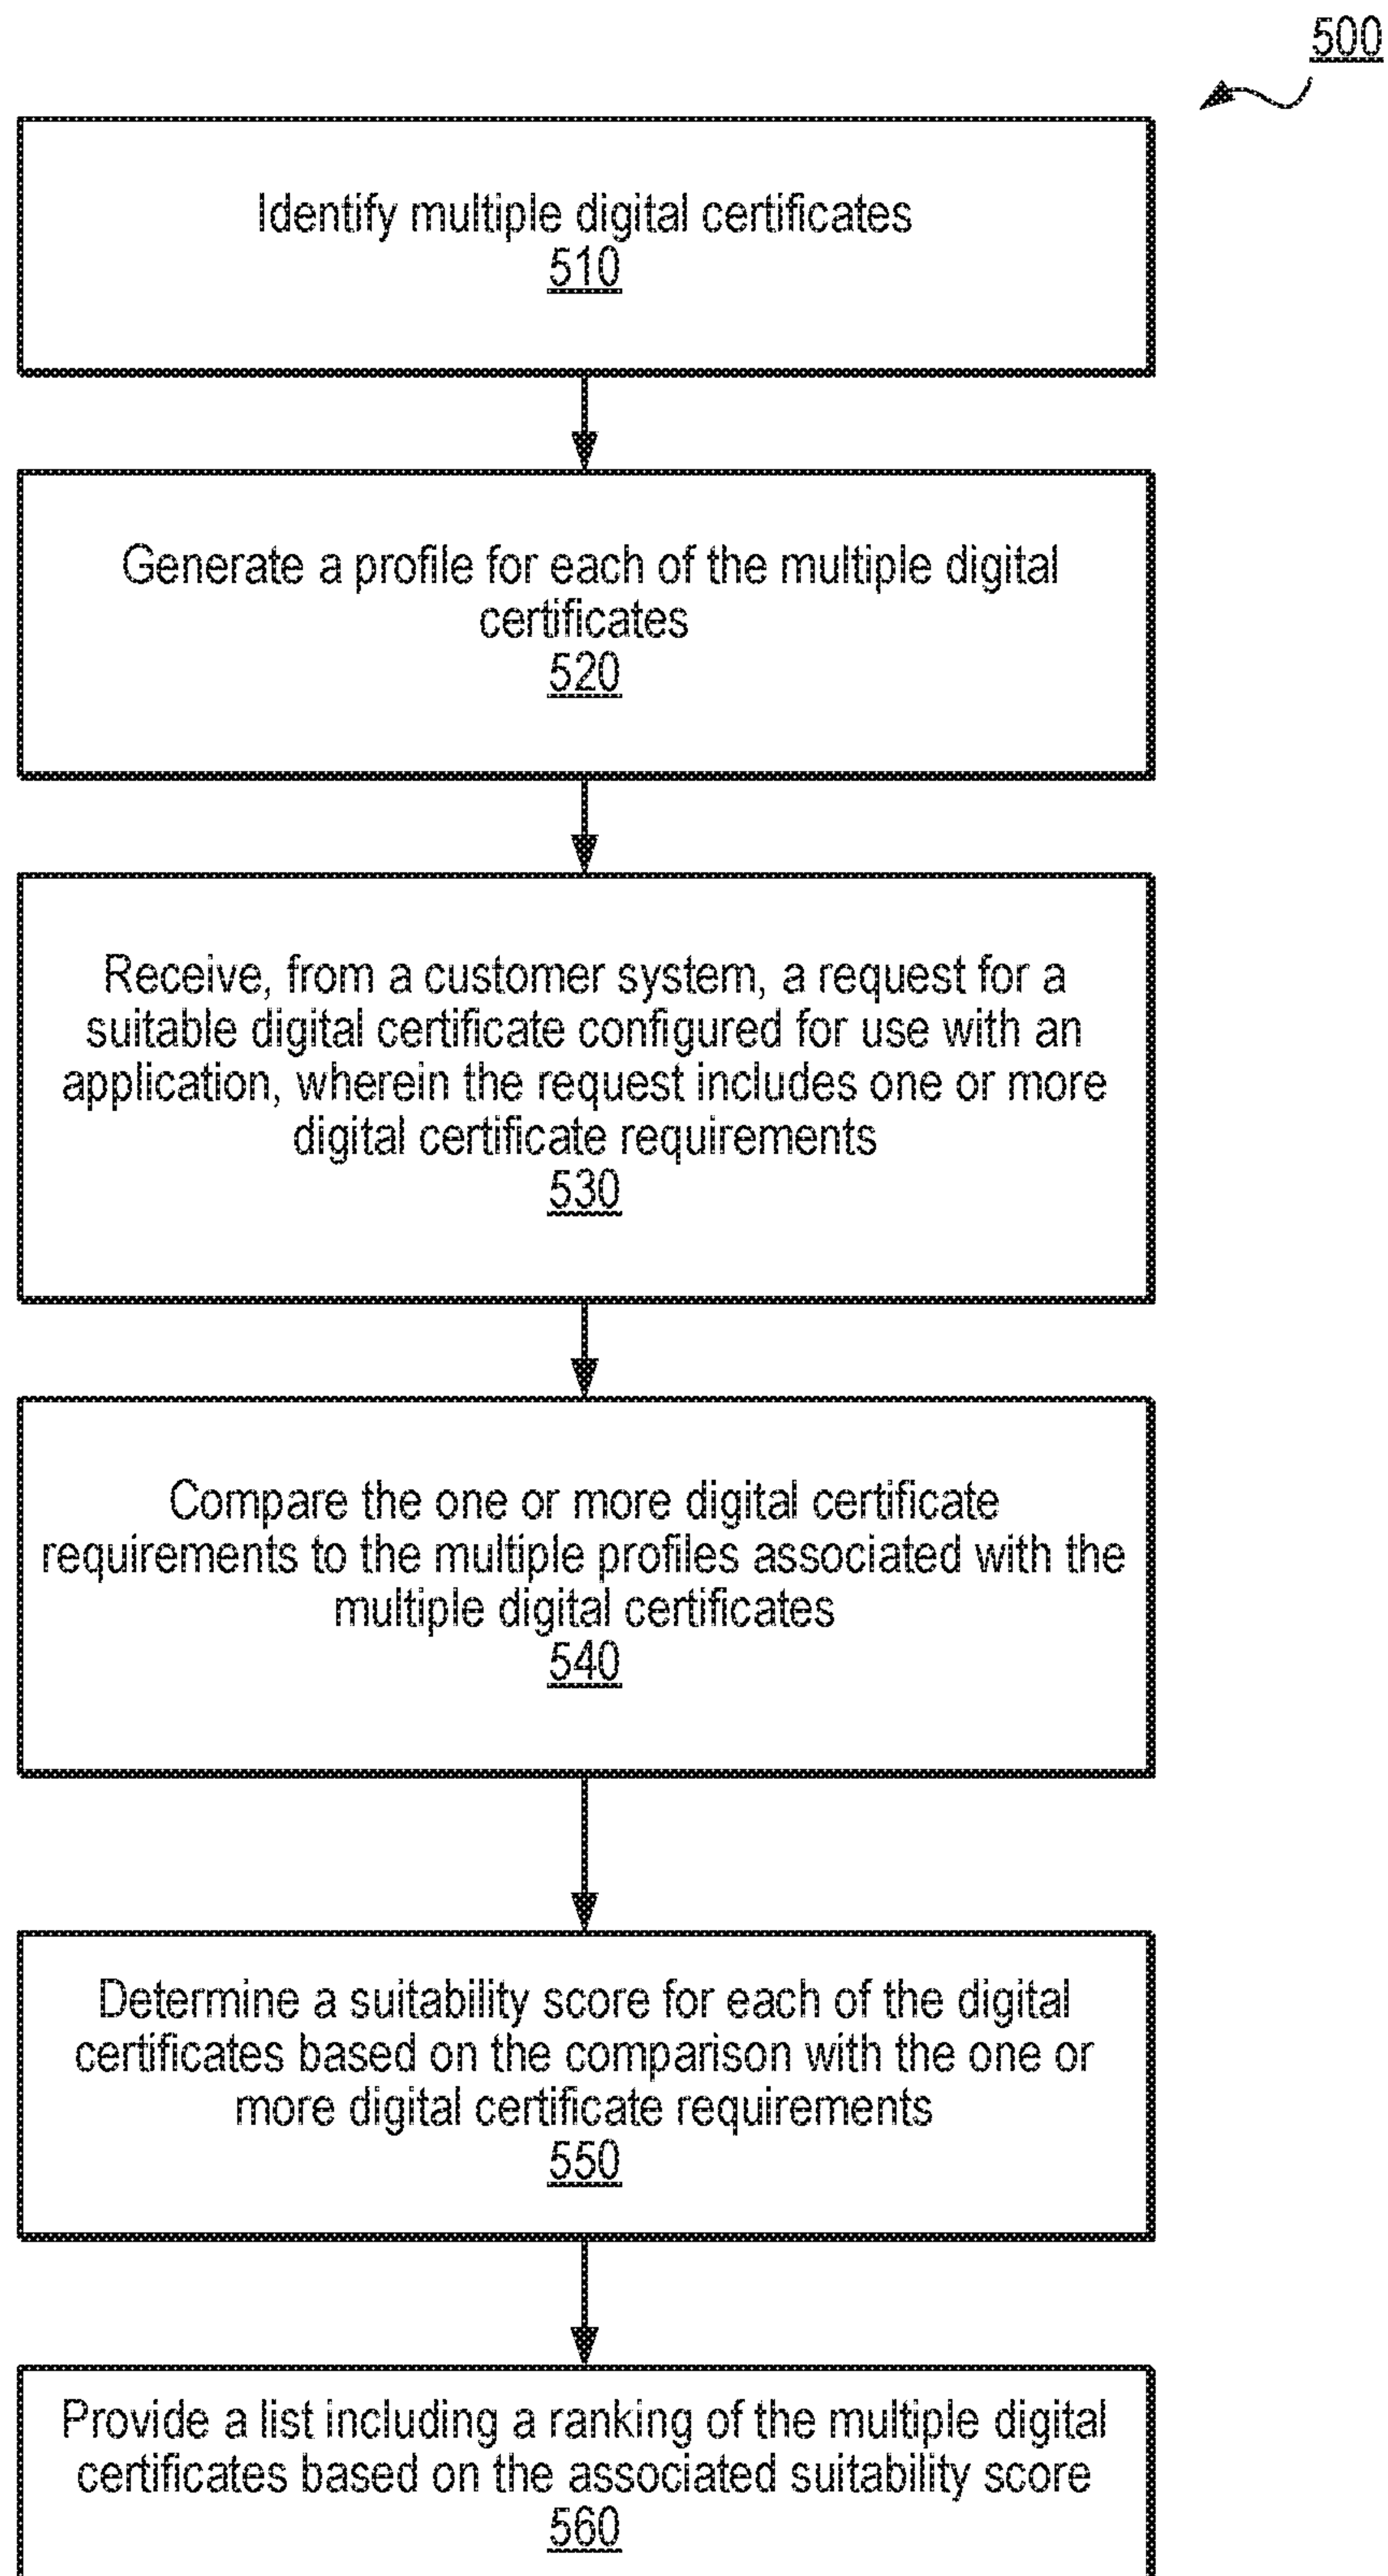 500
Identify multiple digital certificates
510
Generate a profile for each of the multiple digital
certificates
520
Receive, from a customer system, a request for a
suitable digital certificate configured for use with an
application, wherein the request includes one or more
digital certificate requirements
530
Compare the one or more digital certificate
requirements to the multiple profiles associated with the
multiple digital certificates
540
Determine a suitability score for each of the digital
certificates based on the comparison with the one or
more digital certificate requirements
550
Provide a list including a ranking of the multiple digital
certificates based on the associated suitability score
560